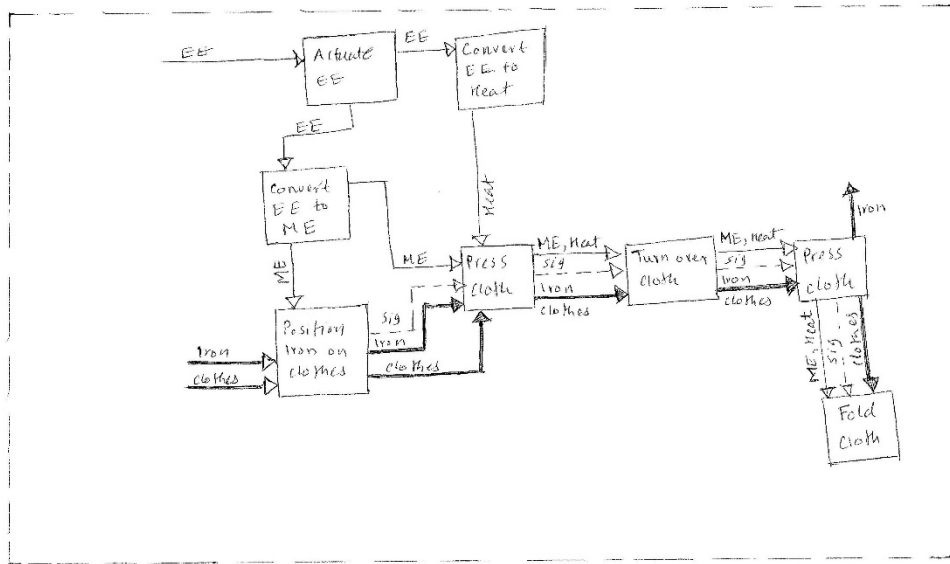 EE
Actuate
EE
EE
Convert
EE to
Heat
EE
Convert
EE to
ME
Heat
ME
ME
Iron
clothes
Position
Iron on
clothes
Sig
Iron
clothes
Press
Cloth
ME, Heat
Sig
Iron
clothes
Turn over
Cloth
ME, Heat
Sig
Iron
clothes
Press
Cloth
Iron
ME, Heat
Sig
clothes
Fold
Cloth